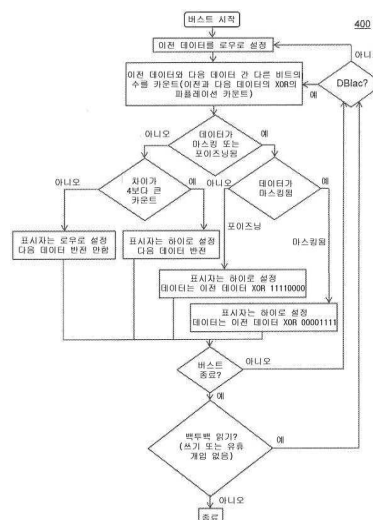 버스트 시작
400
이전 데이터를 로우로 설정
아니오
이전 데이터와 다음 데이터 간 다른 비트의
수를 카운트(이전과 다음 데이터의 XOR의
파퓰레이션 카운트)
DBIac?
예
아니오
데이터가
마스킹 또는
포이즈닝됨
예
아니오
차이가
4보다 큰
카운트
예
아니오
데이터가
마스킹됨
예
포이즈닝
마스킹됨
표시자는 로우로 설정
다음 데이터 반전 안함
표시자는 하이로 설정
다음 데이터 반전
표시자는 하이로 설정
데이터는 이전 데이터 XOR 11110000
표시자는 하이로 설정
데이터는 이전 데이터 XOR 00001111
버스트
종료?
아니오
예
백투백 읽기?
(쓰기 또는 유휴
개입 없음)
예
아니오
종료